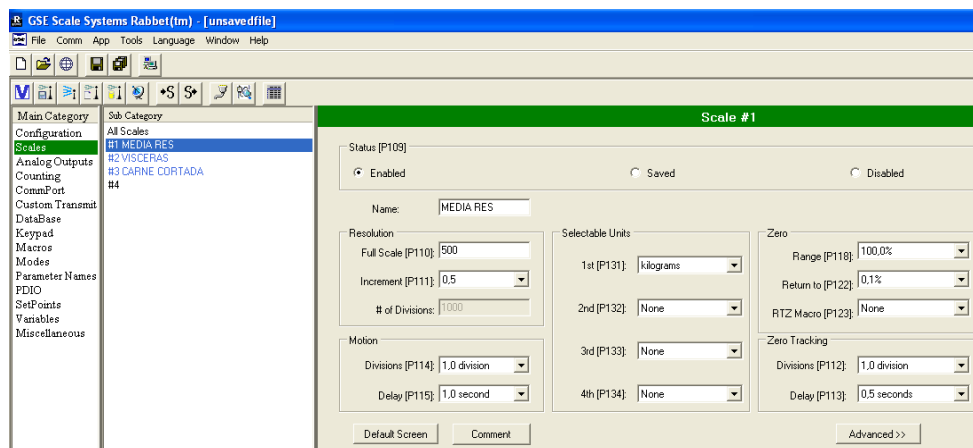 GSE Scale Systems Rabbet(tm) - [unsavedfile]
File Comm App Tools Language Window Help
Main Category
Configuration
Scales
Analog Outputs
Counting
CommPort
Custom Transmit
DataBase
Keypad
Macros
Modes
Parameter Names
PDIO
SetPoints
Variables
Miscellaneous
Sub Category
All Scales
#1 MEDIA RES
#2 VISCERAS
#3 CARNE CORTADA
#4
Scale #1
Status [P109]
Enabled Saved Disabled
Name: MEDIA RES
Resolution
Full Scale [P110]: 500
Increment [P111]: 0,5
# of Divisions: 1000
Motion
Divisions [P114]: 1,0 division
Delay [P115]: 1,0 second
Selectable Units
1st [P131]: kilograms
2nd [P132]: None
3rd [P133]: None
4th [P134]: None
Zero
Range [P118]: 100,0%
Return to [P122]: 0,1%
RTZ Macro [P123]: None
Zero Tracking
Divisions [P112]: 1,0 division
Delay [P113]: 0,5 seconds
Default Screen Comment Advanced >>